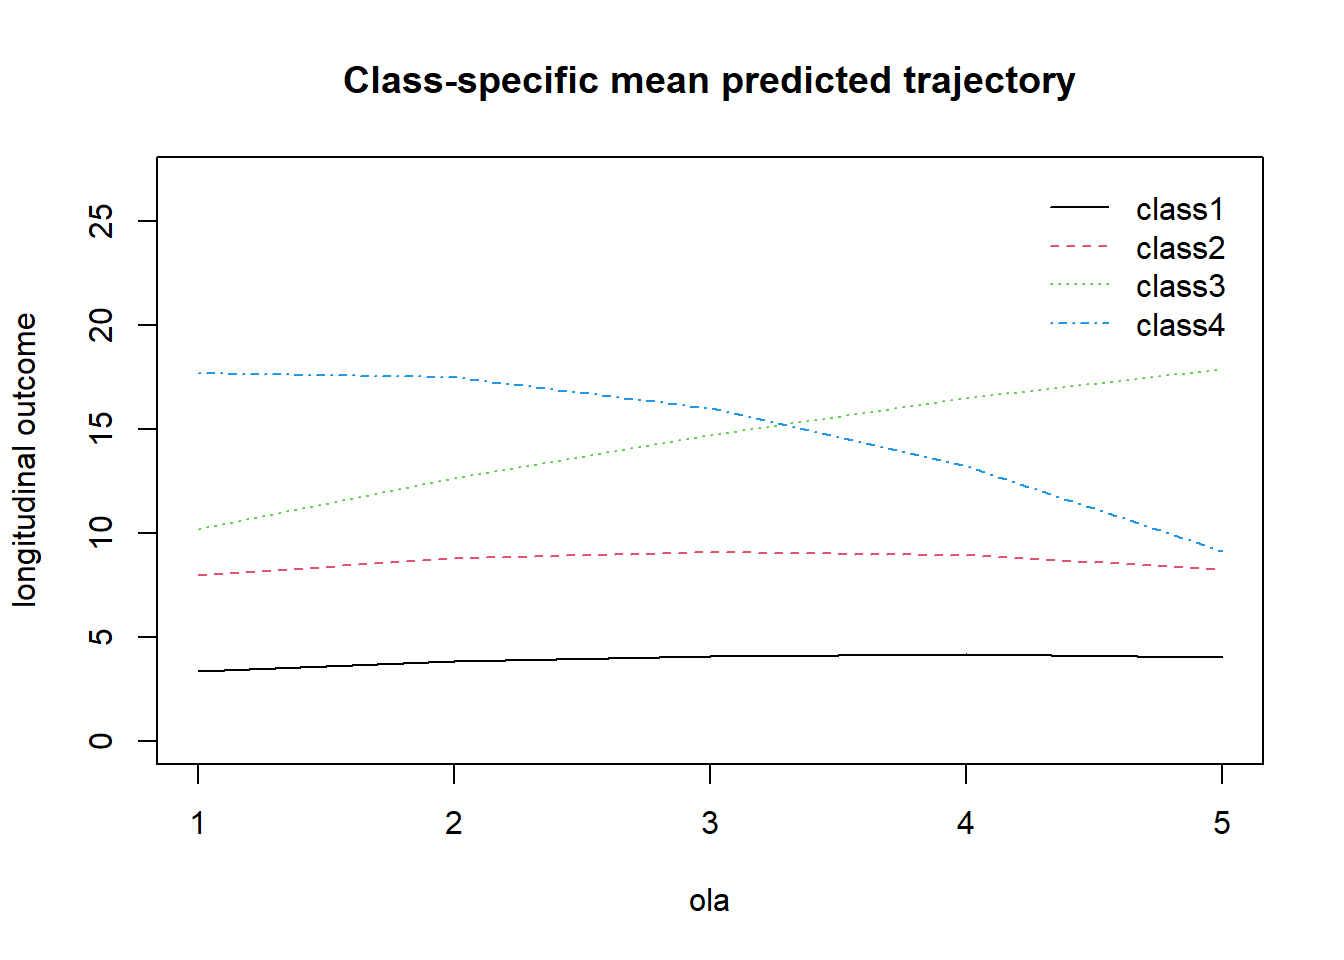 Class-specific mean predicted trajectory
longitudinal outcome
25
20
15
10
5
0
class1
class2
class3
class4
1 2 3 4 5
ola